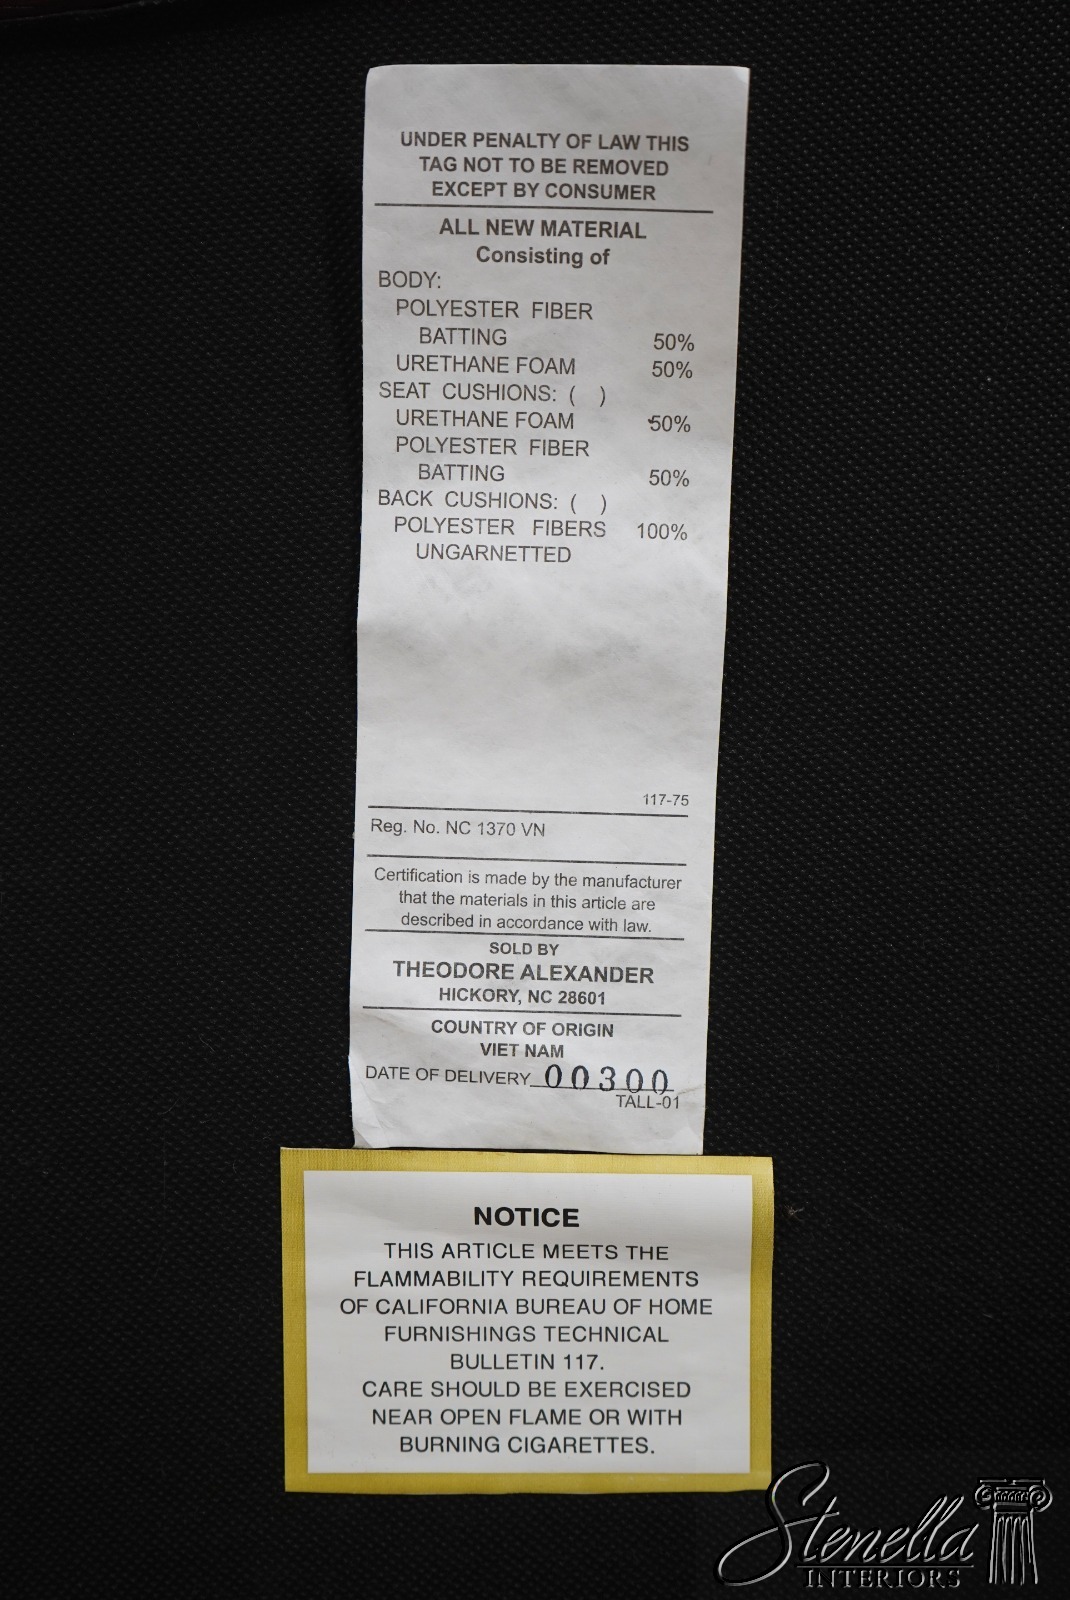 UNDER PENALTY OF LAW THIS
TAG NOT TO BE REMOVED
EXCEPT BY CONSUMER
ALL NEW MATERIAL
Consisting of
BODY:
POLYESTER FIBER
BATTING 50%
URETHANE FOAM 50%
SEAT CUSHIONS: ( )
URETHANE FOAM 50%
POLYESTER FIBER
BATTING 50%
BACK CUSHIONS: ( )
POLYESTER FIBERS 100%
UNGARNETTED
117-75
Reg. No. NC 1370 VN
Certification is made by the manufacturer
that the materials in this article are
described in accordance with law.
SOLD BY
THEODORE ALEXANDER
HICKORY, NC 28601
COUNTRY OF ORIGIN
VIET NAM
DATE OF DELIVERY 00300
TALL-01
NOTICE
THIS ARTICLE MEETS THE
FLAMMABILITY REQUIREMENTS
OF CALIFORNIA BUREAU OF HOME
FURNISHINGS TECHNICAL
BULLETIN 117.
CARE SHOULD BE EXERCISED
NEAR OPEN FLAME OR WITH
BURNING CIGARETTES.
Stenella
INTERIORS